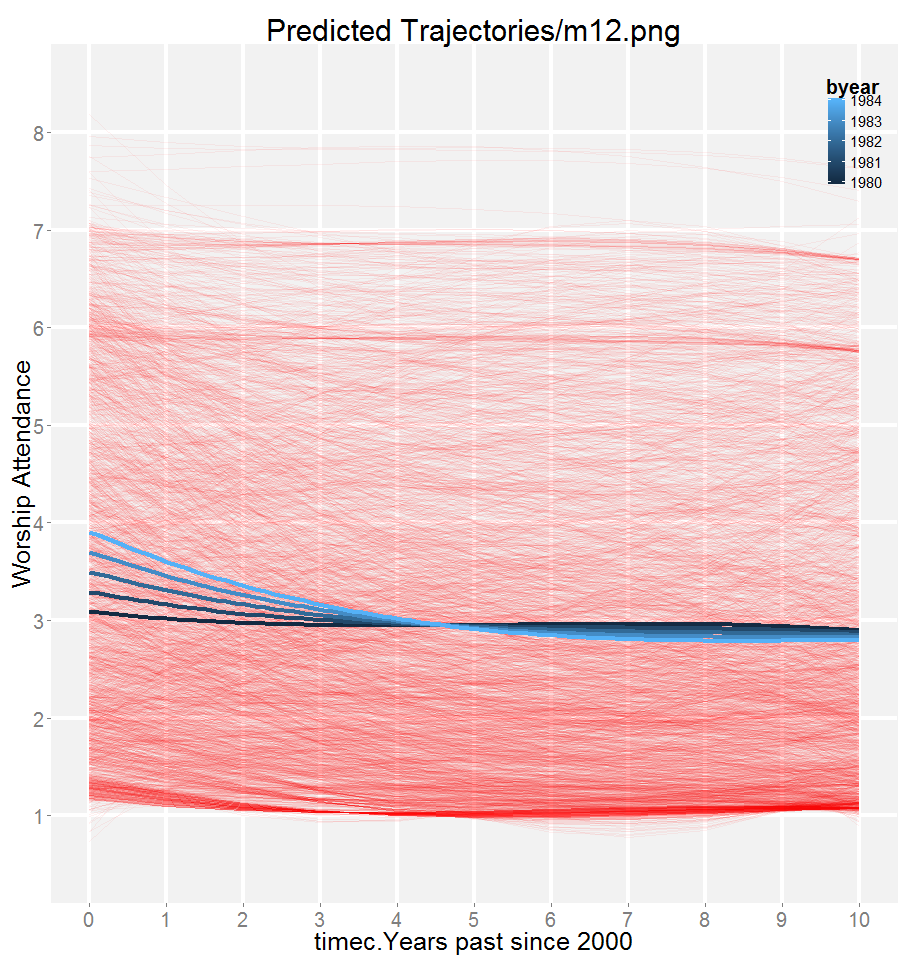 Predicted Trajectories/m12.png
byear
1984
1983
1982
1981
1980
Worship Attendance
8
7
6
5
4
3
2
1
0 1 2 3 4 5 6 7 8 9 10
timec.Years past since 2000